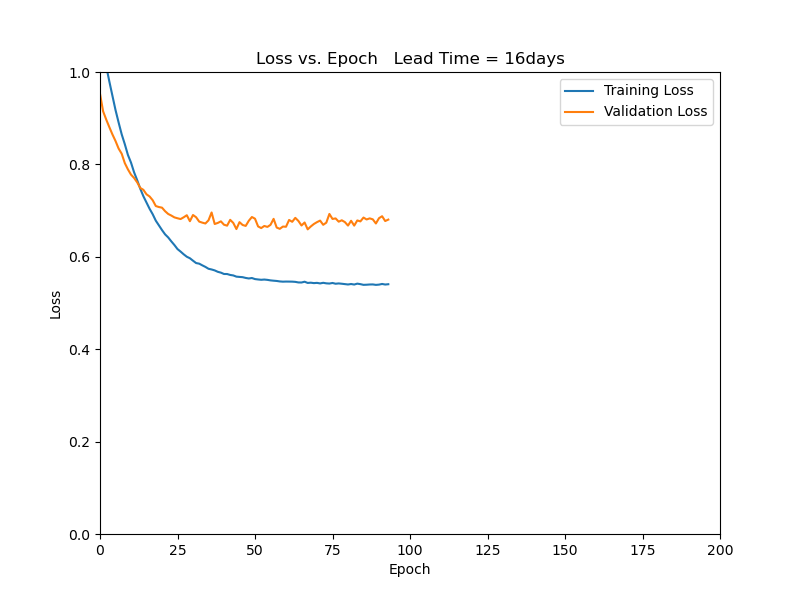 Loss vs. Epoch   Lead Time = 16days
Training Loss
Validation Loss
Loss
1.0
0.8
0.6
0.4
0.2
0.0
0 25 50 75 100 125 150 175 200
Epoch